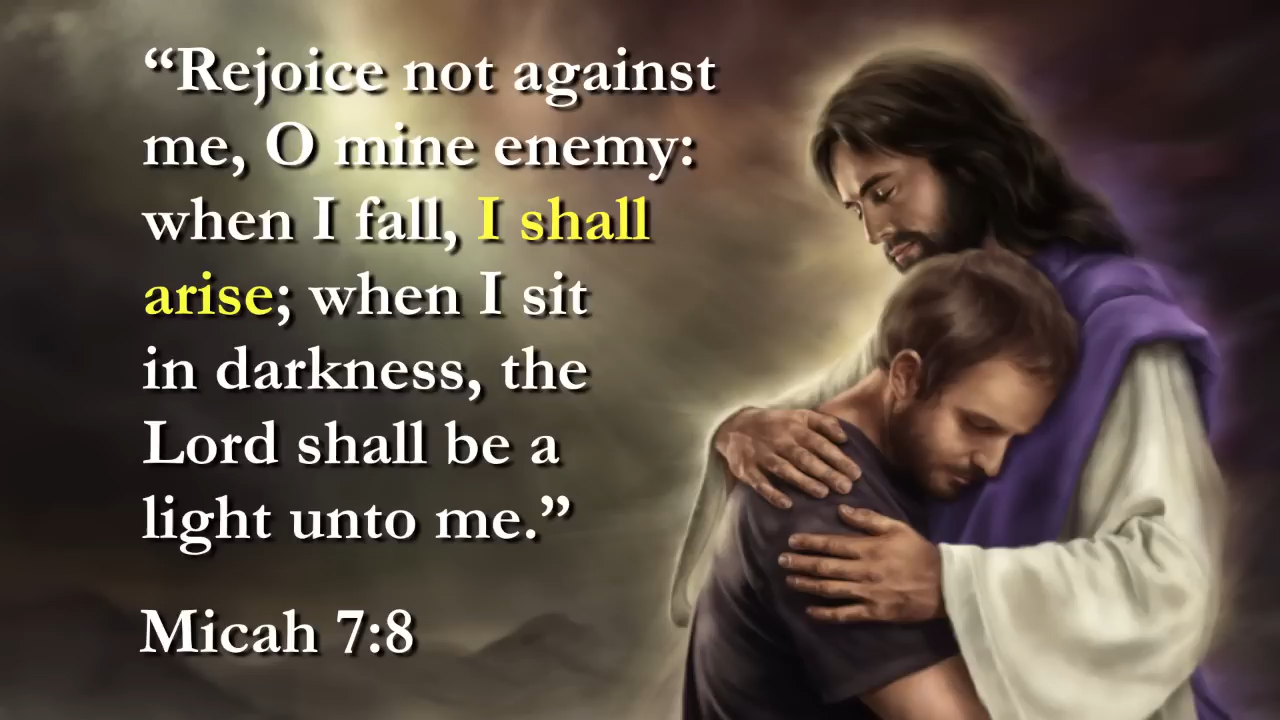 “Rejoice not against
me, O mine enemy:
when I fall, I shall
arise; when I sit
in darkness, the
Lord shall be a
light unto me.”
Micah 7:8